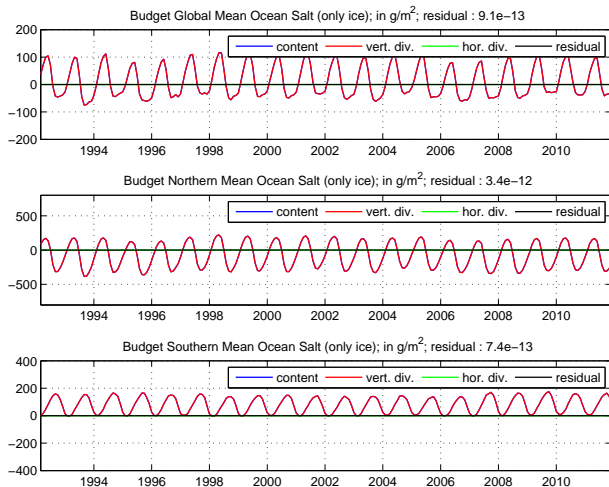 Budget Global Mean Ocean Salt (only ice); in g/m²; residual : 9.1e−13
200
100
0
−100
−200
content vert. div. hor. div. residual
1994 1996 1998 2000 2002 2004 2006 2008 2010
Budget Northern Mean Ocean Salt (only ice); in g/m²; residual : 3.4e−12
500
0
−500
content vert. div. hor. div. residual
1994 1996 1998 2000 2002 2004 2006 2008 2010
Budget Southern Mean Ocean Salt (only ice); in g/m²; residual : 7.4e−13
400
200
0
−200
−400
content vert. div. hor. div. residual
1994 1996 1998 2000 2002 2004 2006 2008 2010